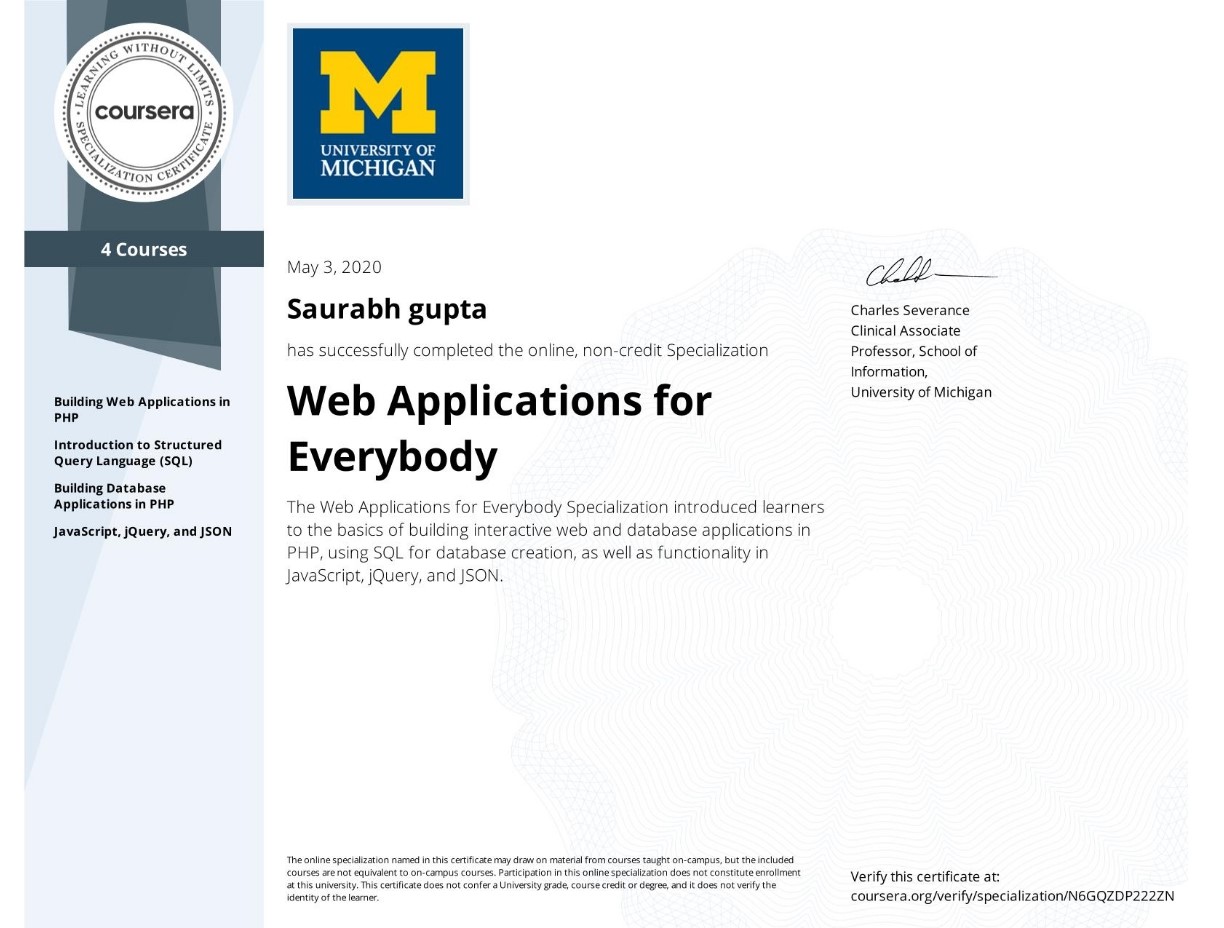 LEARNING WITHOUT LIMITS
coursera
SPECIALIZATION CERTIFICATE
4 Courses
Building Web Applications in
PHP
Introduction to Structured
Query Language (SQL)
Building Database
Applications in PHP
JavaScript, jQuery, and JSON
M
UNIVERSITY OF
MICHIGAN
May 3, 2020
Saurabh gupta
has successfully completed the online, non-credit Specialization
Web Applications for
Everybody
The Web Applications for Everybody Specialization introduced learners
to the basics of building interactive web and database applications in
PHP, using SQL for database creation, as well as functionality in
JavaScript, jQuery, and JSON.
Charles Severance
Clinical Associate
Professor, School of
Information,
University of Michigan
The online specialization named in this certificate may draw on material from courses taught on-campus, but the included
courses are not equivalent to on-campus courses. Participation in this online specialization does not constitute enrollment
at this university. This certificate does not confer a University grade, course credit or degree, and it does not verify the
identity of the learner.
Verify this certificate at:
coursera.org/verify/specialization/N6GQZDP222ZN